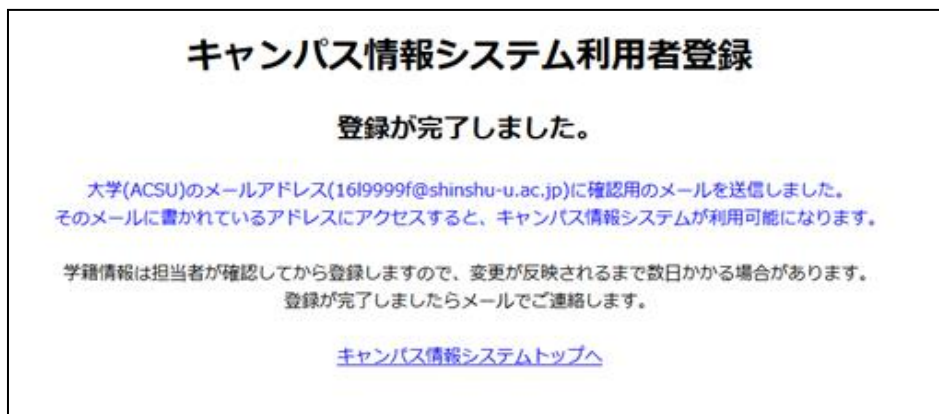 キャンパス情報システム利用者登録
登録が完了しました。
大学(ACSU)のメールアドレス(16l9999f@shinshu-u.ac.jp)に確認用のメールを送信しました。
そのメールに書かれているアドレスにアクセスすると、キャンパス情報システムが利用可能になります。
学籍情報は担当者が確認してから登録しますので、変更が反映されるまで数日かかる場合があります。
登録が完了しましたらメールでご連絡します。
キャンパス情報システムトップへ